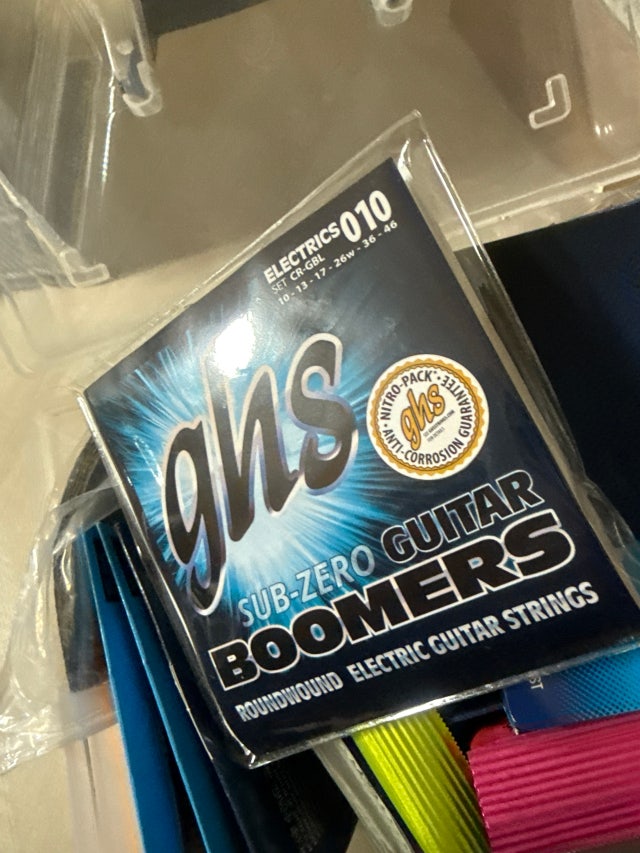 ELECTRICS 010
SET CR-GBL
10 - 13 - 17 - 26w - 36 - 46
ghs
• NITRO-PACK™ •
ghs
ANTI-CORROSION GUARANTEE
SUB-ZERO GUITAR
BOOMERS
ROUNDWOUND ELECTRIC GUITAR STRINGS